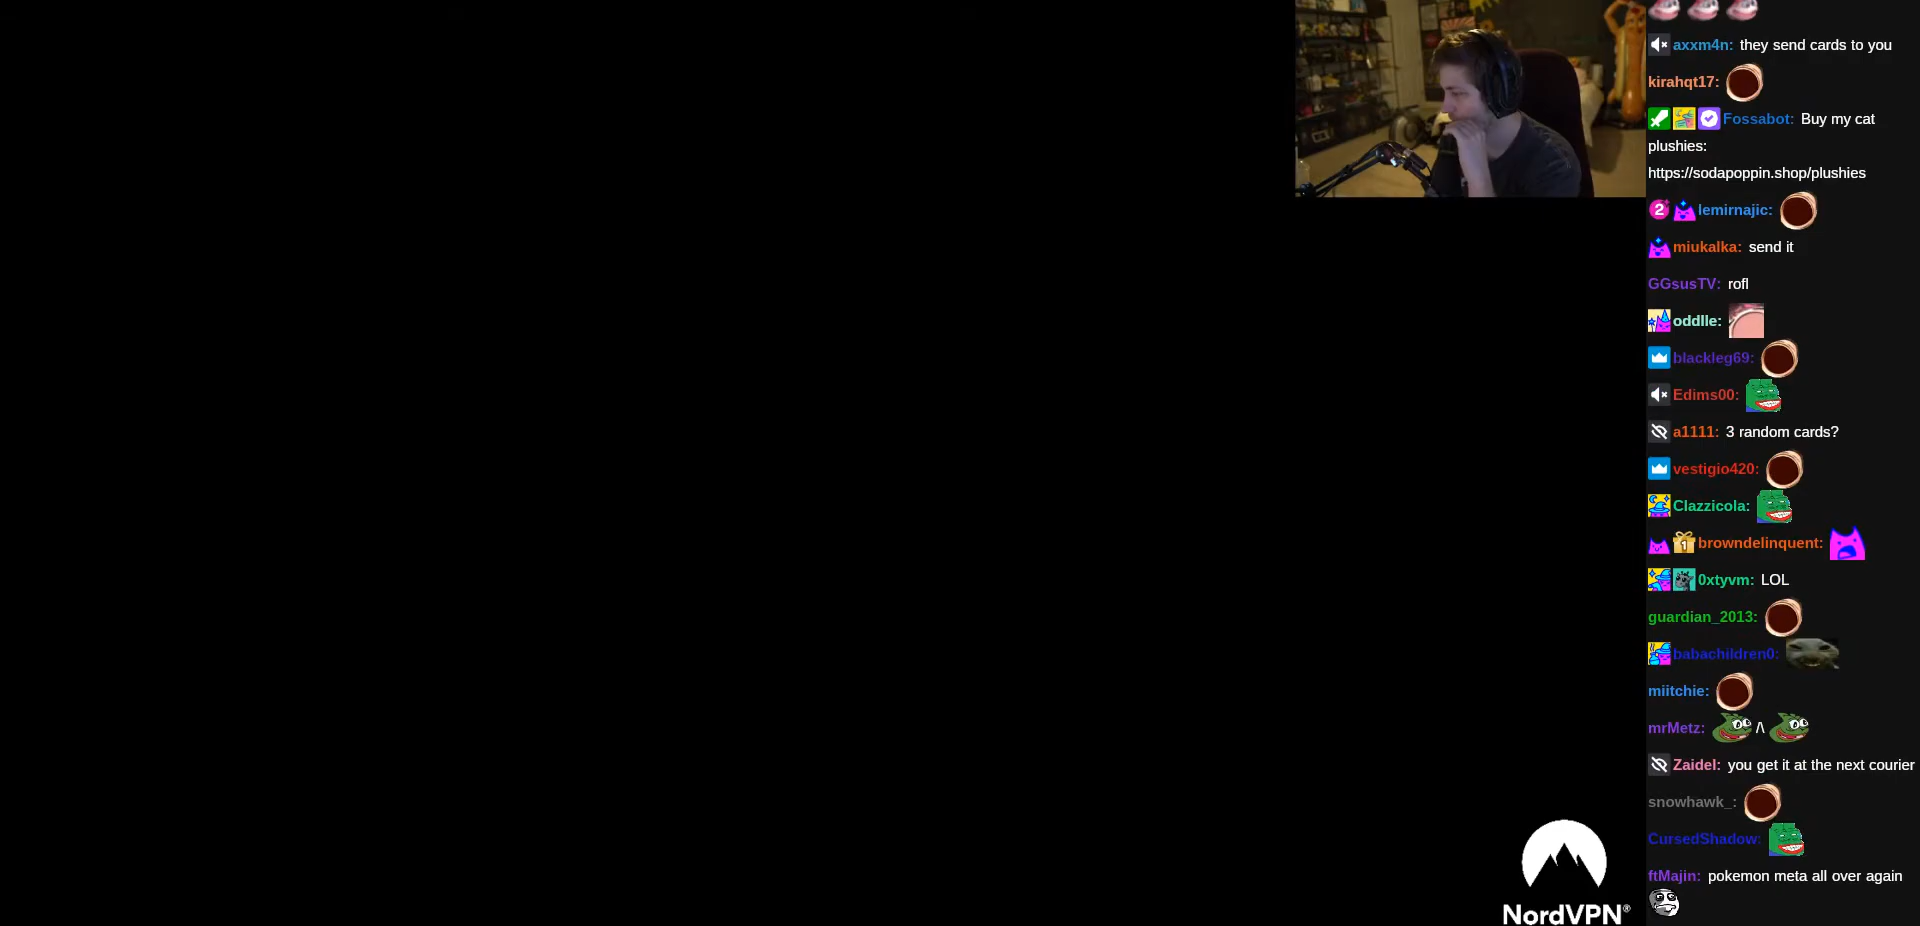 axxm4n: they send cards to you
kirahqt17:
Fossabot: Buy my cat
plushies:
https://sodapoppin.shop/plushies
2 lemirnajic:
miukalka: send it
GGsusTV: rofl
oddlle:
blackleg69:
Edims00:
a1111: 3 random cards?
vestigio420:
Clazzicola:
1 browndelinquent:
0xtyvm: LOL
guardian_2013:
babachildren0:
miitchie:
mrMetz: /\
Zaidel: you get it at the next courier
snowhawk_:
CursedShadow:
ftMajin: pokemon meta all over again
NordVPN®